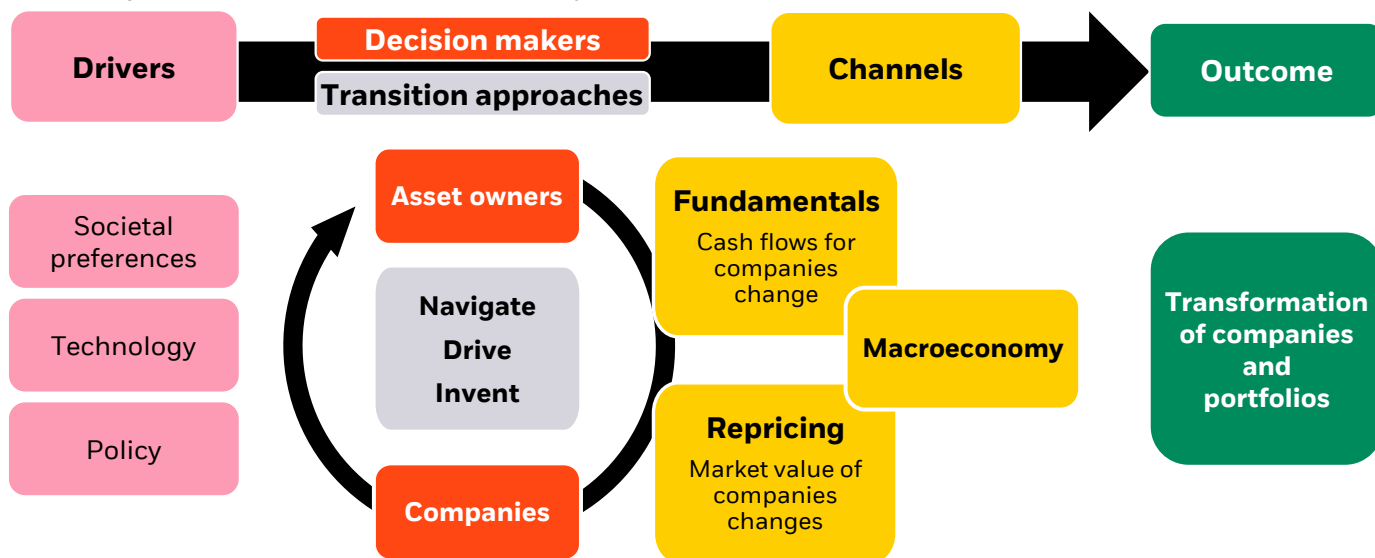 Drivers
Decision makers
Transition approaches
Channels
Outcome
Societal
preferences
Technology
Policy
Asset owners
Navigate
Drive
Invent
Companies
Fundamentals
Cash flows for
companies
change
Macroeconomy
Repricing
Market value of
companies
changes
Transformation
of companies
and
portfolios